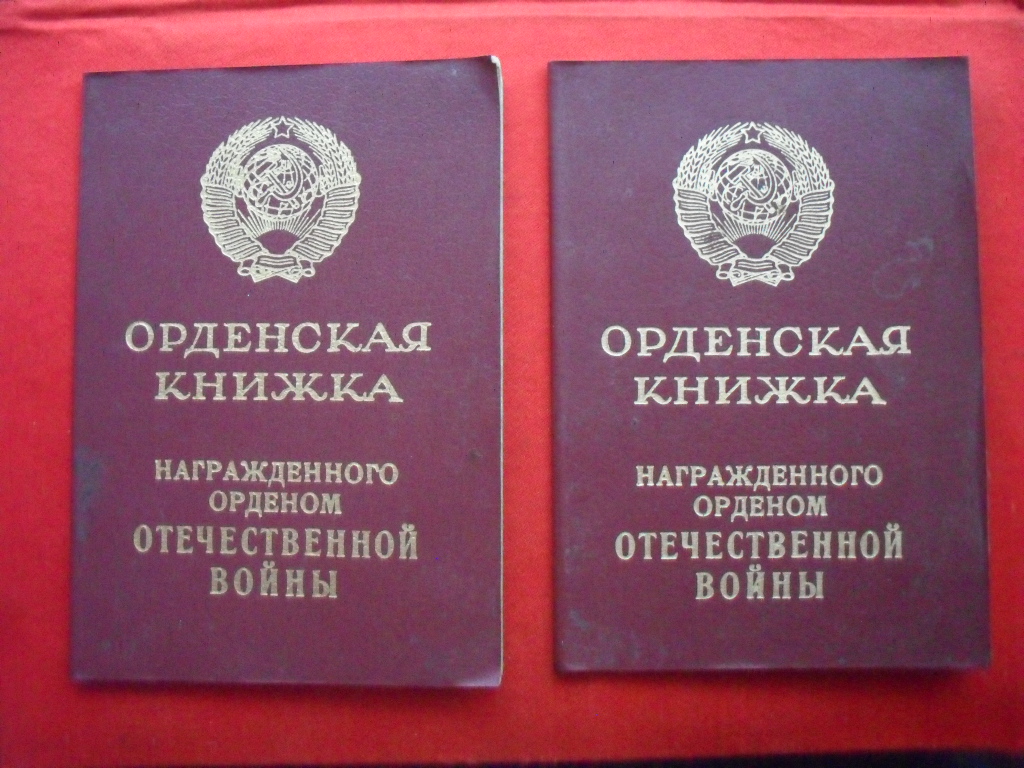 ОРДЕНСКАЯ
КНИЖКА
НАГРАЖДЕННОГО
ОРДЕНОМ
ОТЕЧЕСТВЕННОЙ
ВОЙНЫ
ОРДЕНСКАЯ
КНИЖКА
НАГРАЖДЕННОГО
ОРДЕНОМ
ОТЕЧЕСТВЕННОЙ
ВОЙНЫ